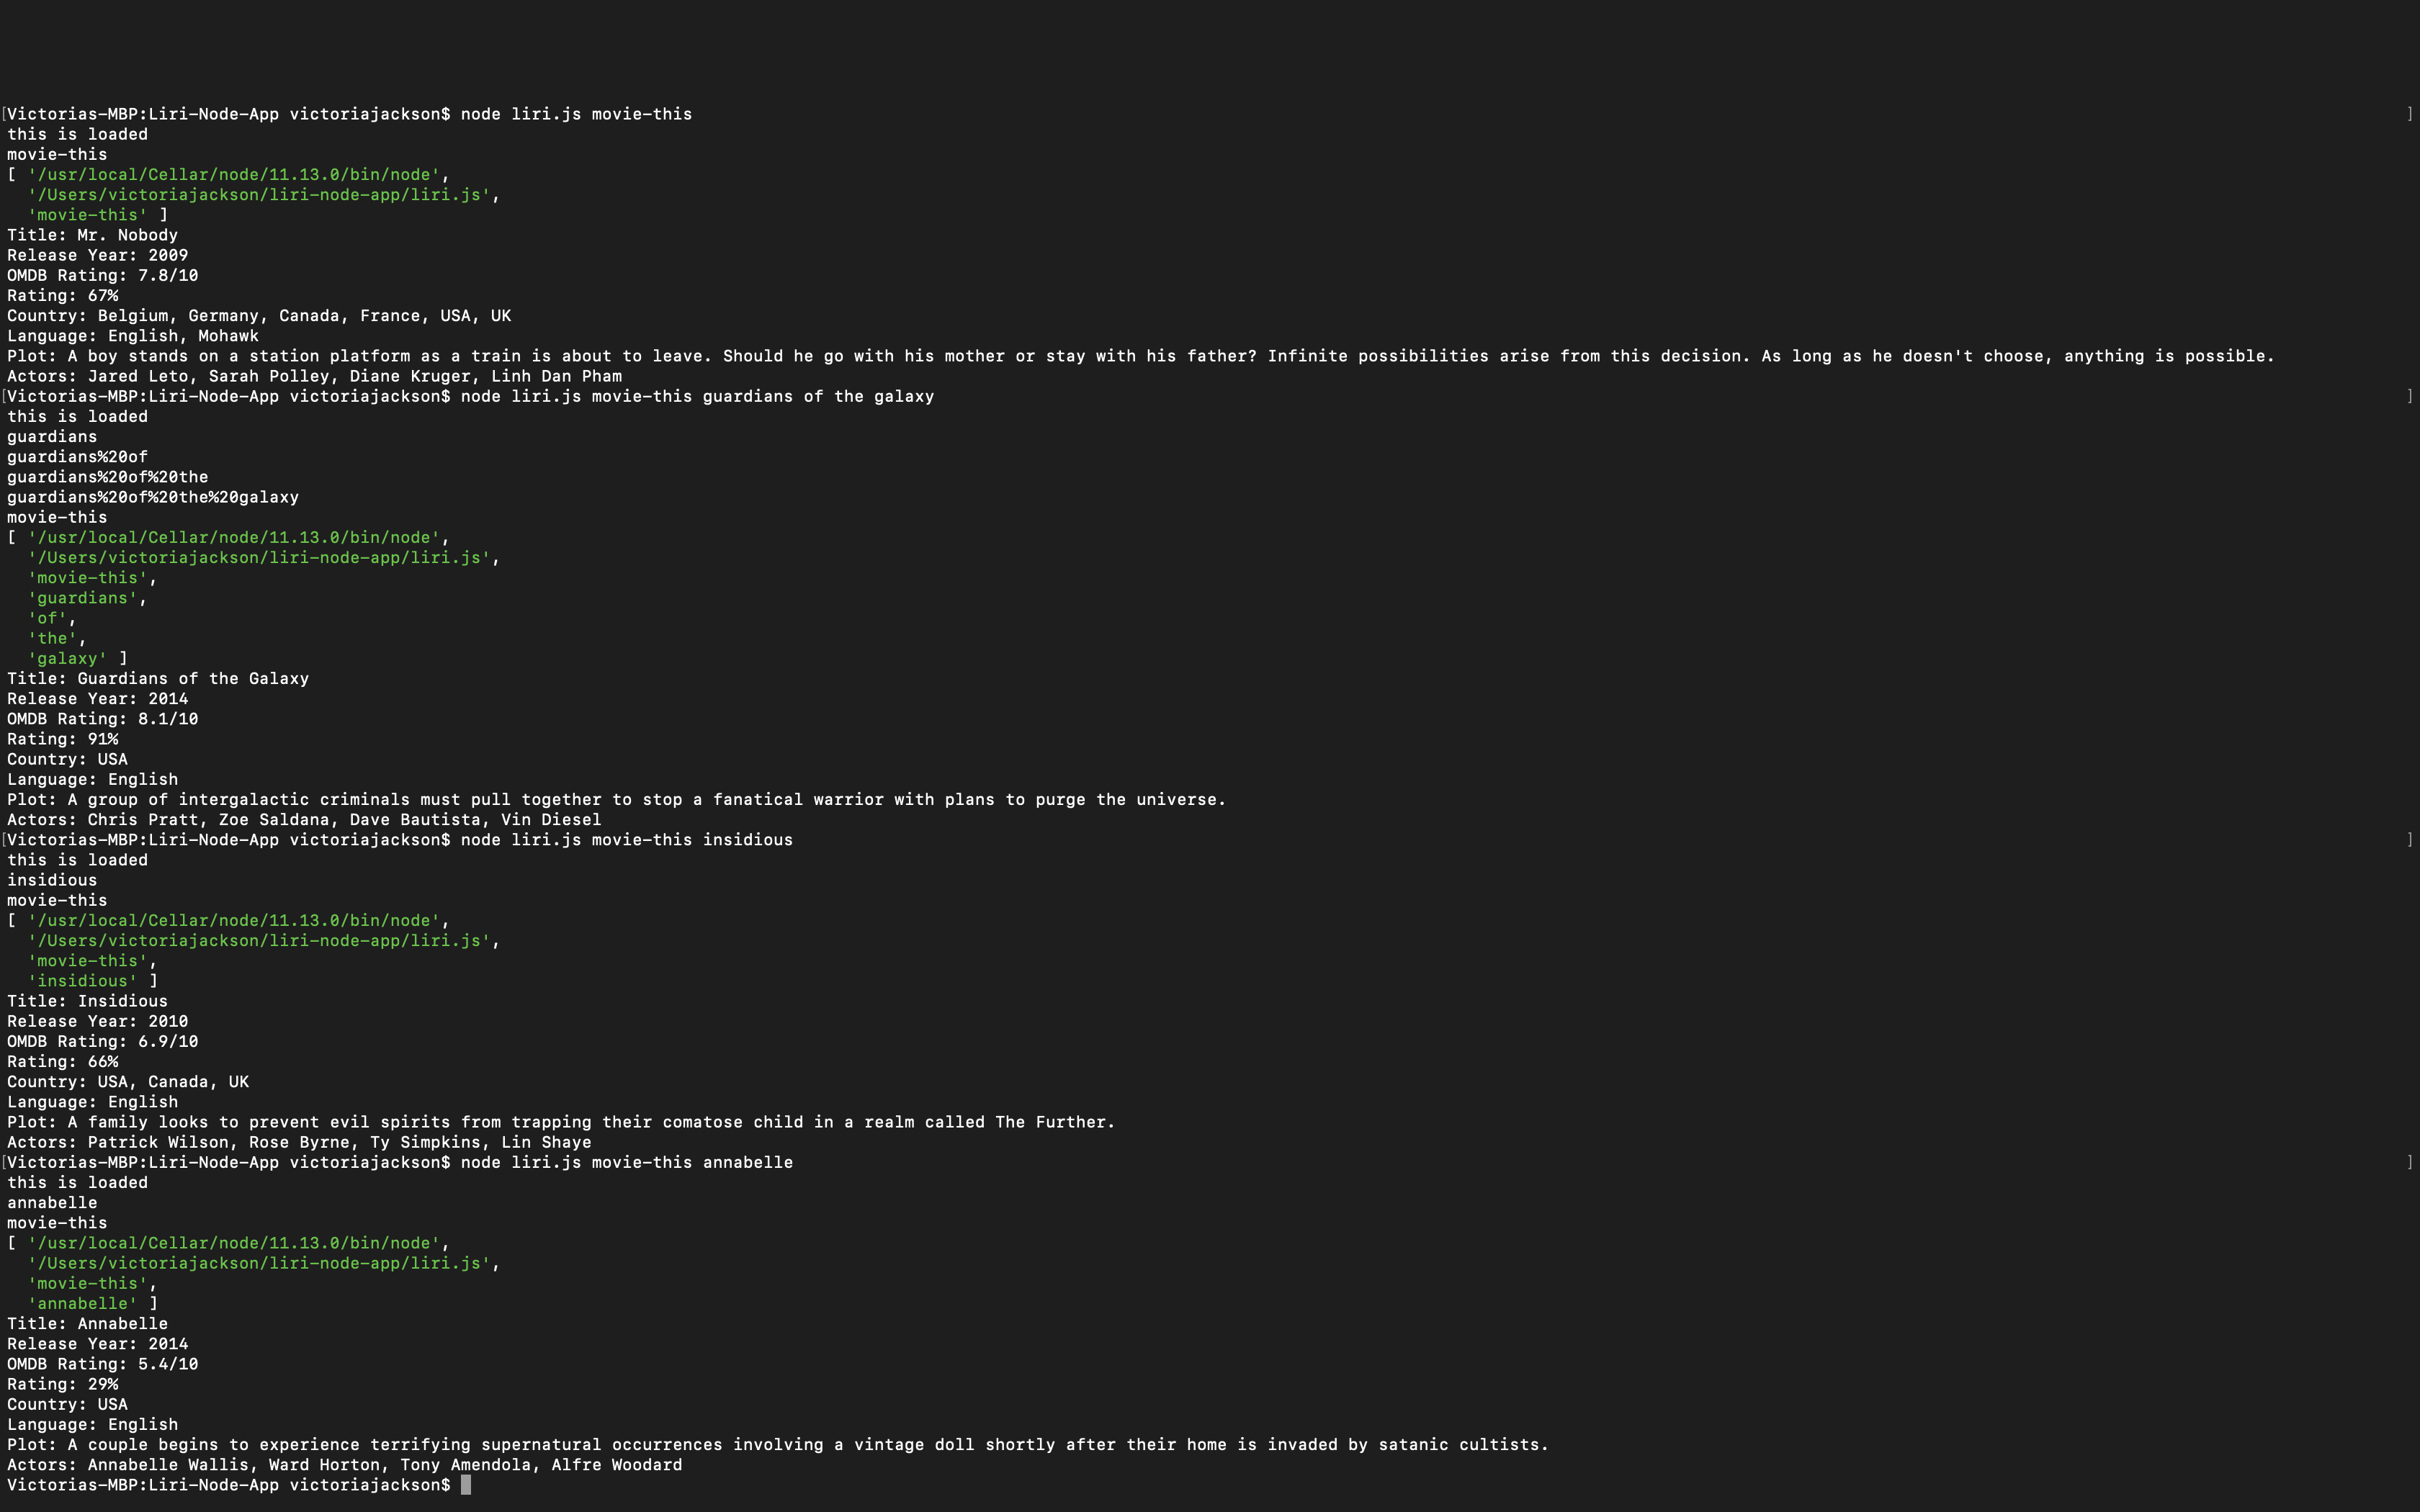 [Victorias-MBP:Liri-Node-App victoriajackson$ node liri.js movie-this ]
this is loaded
movie-this
[ '/usr/local/Cellar/node/11.13.0/bin/node',
  '/Users/victoriajackson/liri-node-app/liri.js',
  'movie-this' ]
Title: Mr. Nobody
Release Year: 2009
OMDB Rating: 7.8/10
Rating: 67%
Country: Belgium, Germany, Canada, France, USA, UK
Language: English, Mohawk
Plot: A boy stands on a station platform as a train is about to leave. Should he go with his mother or stay with his father? Infinite possibilities arise from this decision. As long as he doesn't choose, anything is possible.
Actors: Jared Leto, Sarah Polley, Diane Kruger, Linh Dan Pham
[Victorias-MBP:Liri-Node-App victoriajackson$ node liri.js movie-this guardians of the galaxy ]
this is loaded
guardians
guardians%20of
guardians%20of%20the
guardians%20of%20the%20galaxy
movie-this
[ '/usr/local/Cellar/node/11.13.0/bin/node',
  '/Users/victoriajackson/liri-node-app/liri.js',
  'movie-this',
  'guardians',
  'of',
  'the',
  'galaxy' ]
Title: Guardians of the Galaxy
Release Year: 2014
OMDB Rating: 8.1/10
Rating: 91%
Country: USA
Language: English
Plot: A group of intergalactic criminals must pull together to stop a fanatical warrior with plans to purge the universe.
Actors: Chris Pratt, Zoe Saldana, Dave Bautista, Vin Diesel
[Victorias-MBP:Liri-Node-App victoriajackson$ node liri.js movie-this insidious ]
this is loaded
insidious
movie-this
[ '/usr/local/Cellar/node/11.13.0/bin/node',
  '/Users/victoriajackson/liri-node-app/liri.js',
  'movie-this',
  'insidious' ]
Title: Insidious
Release Year: 2010
OMDB Rating: 6.9/10
Rating: 66%
Country: USA, Canada, UK
Language: English
Plot: A family looks to prevent evil spirits from trapping their comatose child in a realm called The Further.
Actors: Patrick Wilson, Rose Byrne, Ty Simpkins, Lin Shaye
[Victorias-MBP:Liri-Node-App victoriajackson$ node liri.js movie-this annabelle ]
this is loaded
annabelle
movie-this
[ '/usr/local/Cellar/node/11.13.0/bin/node',
  '/Users/victoriajackson/liri-node-app/liri.js',
  'movie-this',
  'annabelle' ]
Title: Annabelle
Release Year: 2014
OMDB Rating: 5.4/10
Rating: 29%
Country: USA
Language: English
Plot: A couple begins to experience terrifying supernatural occurrences involving a vintage doll shortly after their home is invaded by satanic cultists.
Actors: Annabelle Wallis, Ward Horton, Tony Amendola, Alfre Woodard
Victorias-MBP:Liri-Node-App victoriajackson$